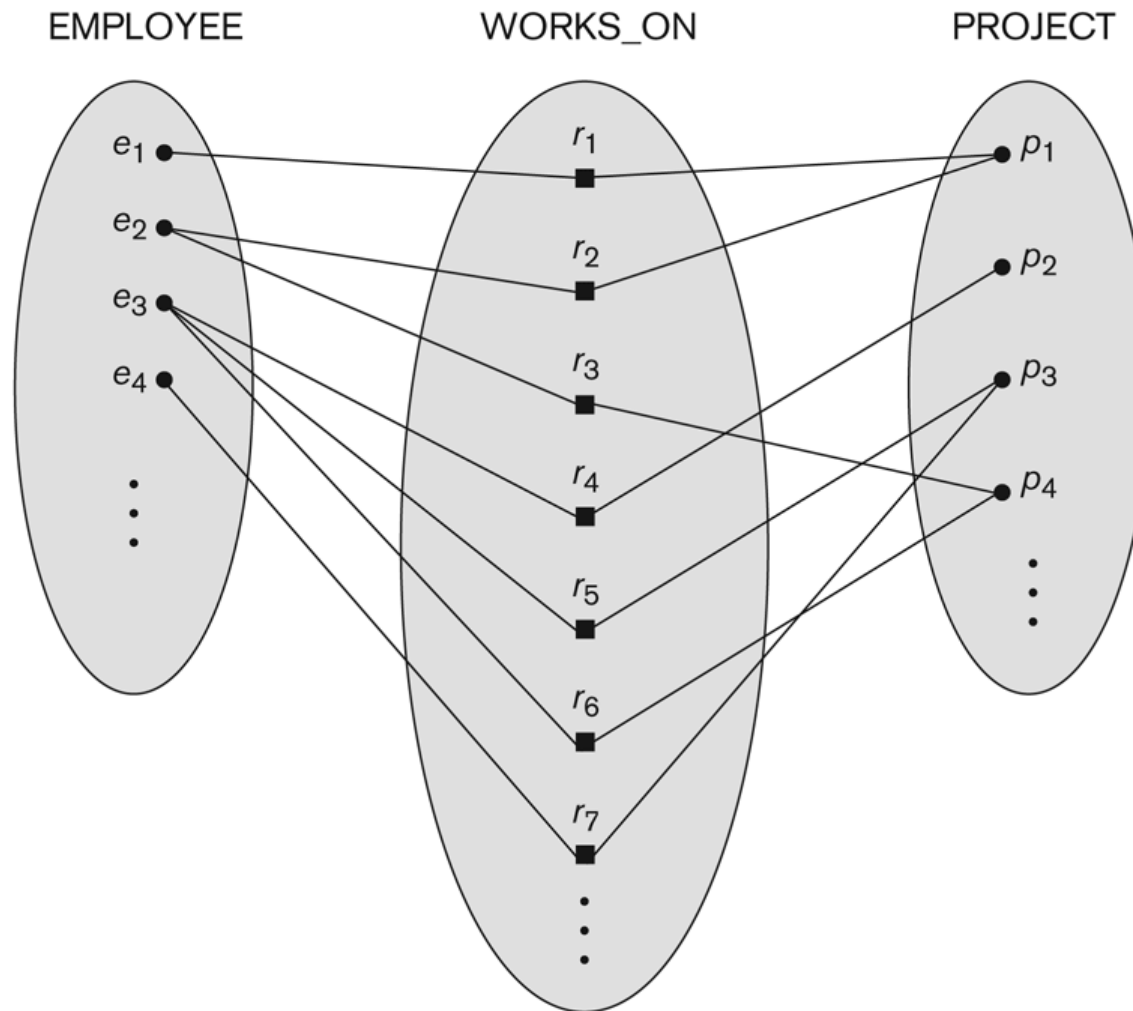 EMPLOYEE WORKS_ON PROJECT
e1 r1 p1
e2 r2 p2
e3 r3 p3
e4 r4 p4
r5
r6
r7